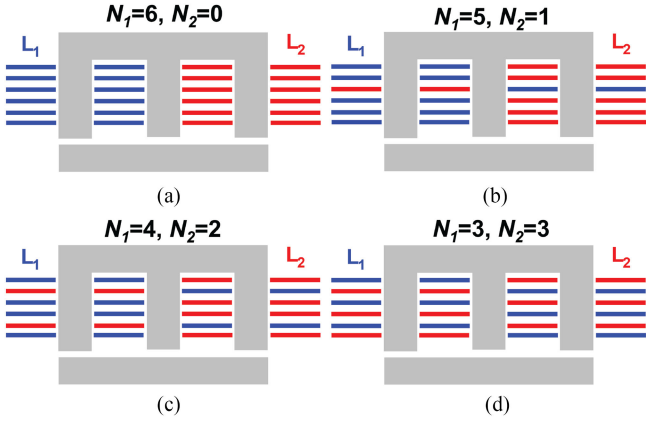 N1=6, N2=0
L1
L2
(a)
N1=5, N2=1
L1
L2
(b)
N1=4, N2=2
L1
L2
(c)
N1=3, N2=3
L1
L2
(d)